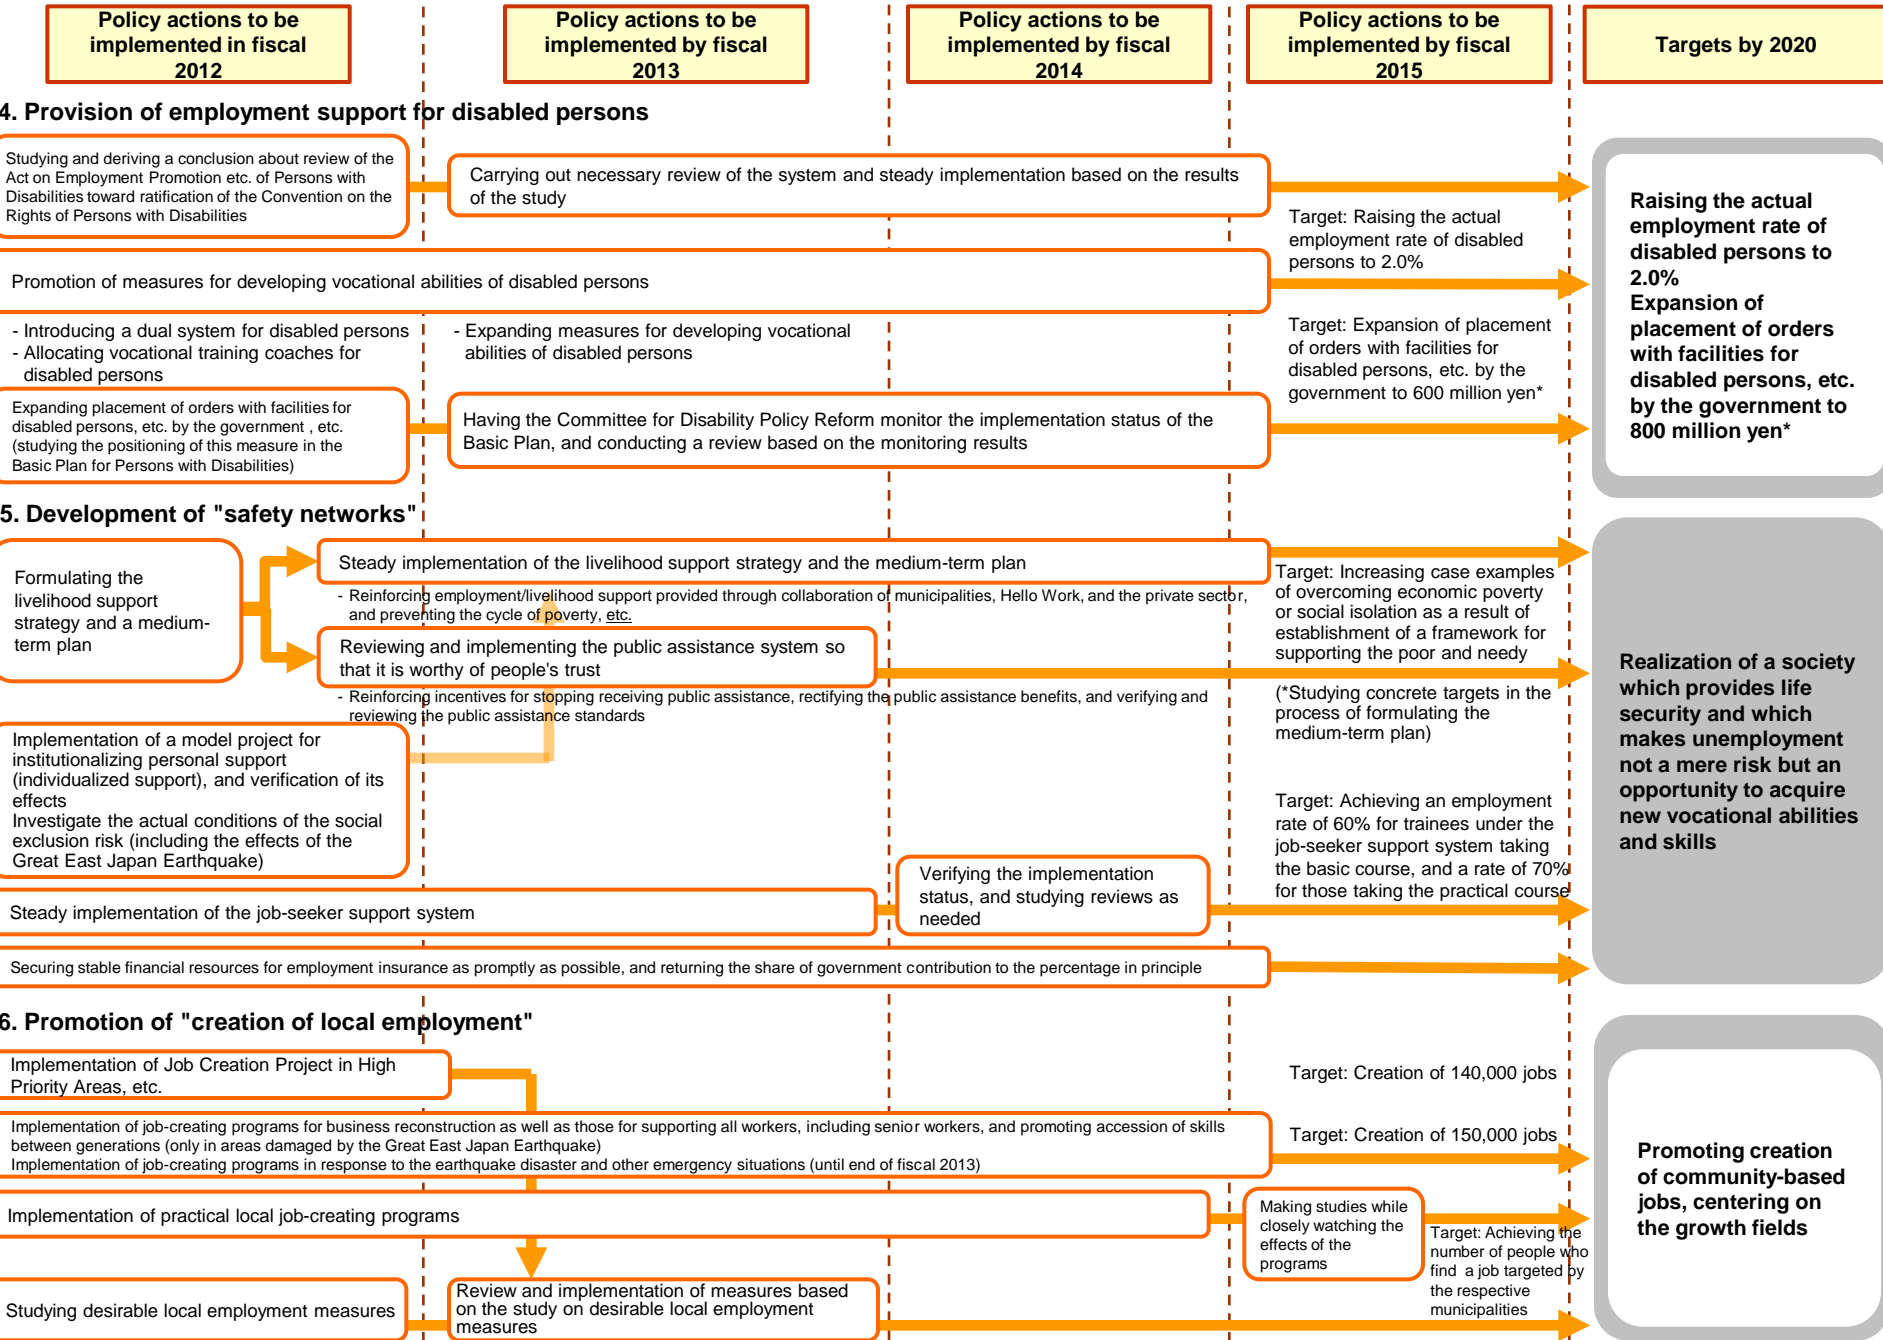 Policy actions to be
implemented in fiscal
2012
Policy actions to be
implemented by fiscal
2013
Policy actions to be
implemented by fiscal
2014
Policy actions to be
implemented by fiscal
2015
Targets by 2020
4. Provision of employment support for disabled persons
Studying and deriving a conclusion about review of the
Act on Employment Promotion etc. of Persons with
Disabilities toward ratification of the Convention on the
Rights of Persons with Disabilities
Carrying out necessary review of the system and steady implementation based on the results
of the study
Target: Raising the actual
employment rate of disabled
persons to 2.0%
Promotion of measures for developing vocational abilities of disabled persons
- Introducing a dual system for disabled persons
- Allocating vocational training coaches for
disabled persons
- Expanding measures for developing vocational
abilities of disabled persons
Target: Expansion of placement
of orders with facilities for
disabled persons, etc. by the
government to 600 million yen*
Expanding placement of orders with facilities for
disabled persons, etc. by the government , etc.
(studying the positioning of this measure in the
Basic Plan for Persons with Disabilities)
Having the Committee for Disability Policy Reform monitor the implementation status of the
Basic Plan, and conducting a review based on the monitoring results
Raising the actual
employment rate of
disabled persons to
2.0%
Expansion of
placement of orders
with facilities for
disabled persons, etc.
by the government to
800 million yen*
5. Development of "safety networks"
Formulating the
livelihood support
strategy and a medium-
term plan
Steady implementation of the livelihood support strategy and the medium-term plan
- Reinforcing employment/livelihood support provided through collaboration of municipalities, Hello Work, and the private sector,
and preventing the cycle of poverty, etc.
Reviewing and implementing the public assistance system so
that it is worthy of people's trust
- Reinforcing incentives for stopping receiving public assistance, rectifying the public assistance benefits, and verifying and
reviewing the public assistance standards
Target: Increasing case examples
of overcoming economic poverty
or social isolation as a result of
establishment of a framework for
supporting the poor and needy
(*Studying concrete targets in the
process of formulating the
medium-term plan)
Implementation of a model project for
institutionalizing personal support
(individualized support), and verification of its
effects
Investigate the actual conditions of the social
exclusion risk (including the effects of the
Great East Japan Earthquake)
Target: Achieving an employment
rate of 60% for trainees under the
job-seeker support system taking
the basic course, and a rate of 70%
for those taking the practical course
Steady implementation of the job-seeker support system
Verifying the implementation
status, and studying reviews as
needed
Securing stable financial resources for employment insurance as promptly as possible, and returning the share of government contribution to the percentage in principle
Realization of a society
which provides life
security and which
makes unemployment
not a mere risk but an
opportunity to acquire
new vocational abilities
and skills
6. Promotion of "creation of local employment"
Implementation of Job Creation Project in High
Priority Areas, etc.
Target: Creation of 140,000 jobs
Implementation of job-creating programs for business reconstruction as well as those for supporting all workers, including senior workers, and promoting accession of skills
between generations (only in areas damaged by the Great East Japan Earthquake)
Implementation of job-creating programs in response to the earthquake disaster and other emergency situations (until end of fiscal 2013)
Target: Creation of 150,000 jobs
Implementation of practical local job-creating programs
Making studies while
closely watching the
effects of the
programs
Target: Achieving the
number of people who
find a job targeted by
the respective
municipalities
Studying desirable local employment measures
Review and implementation of measures based
on the study on desirable local employment
measures
Promoting creation
of community-based
jobs, centering on
the growth fields